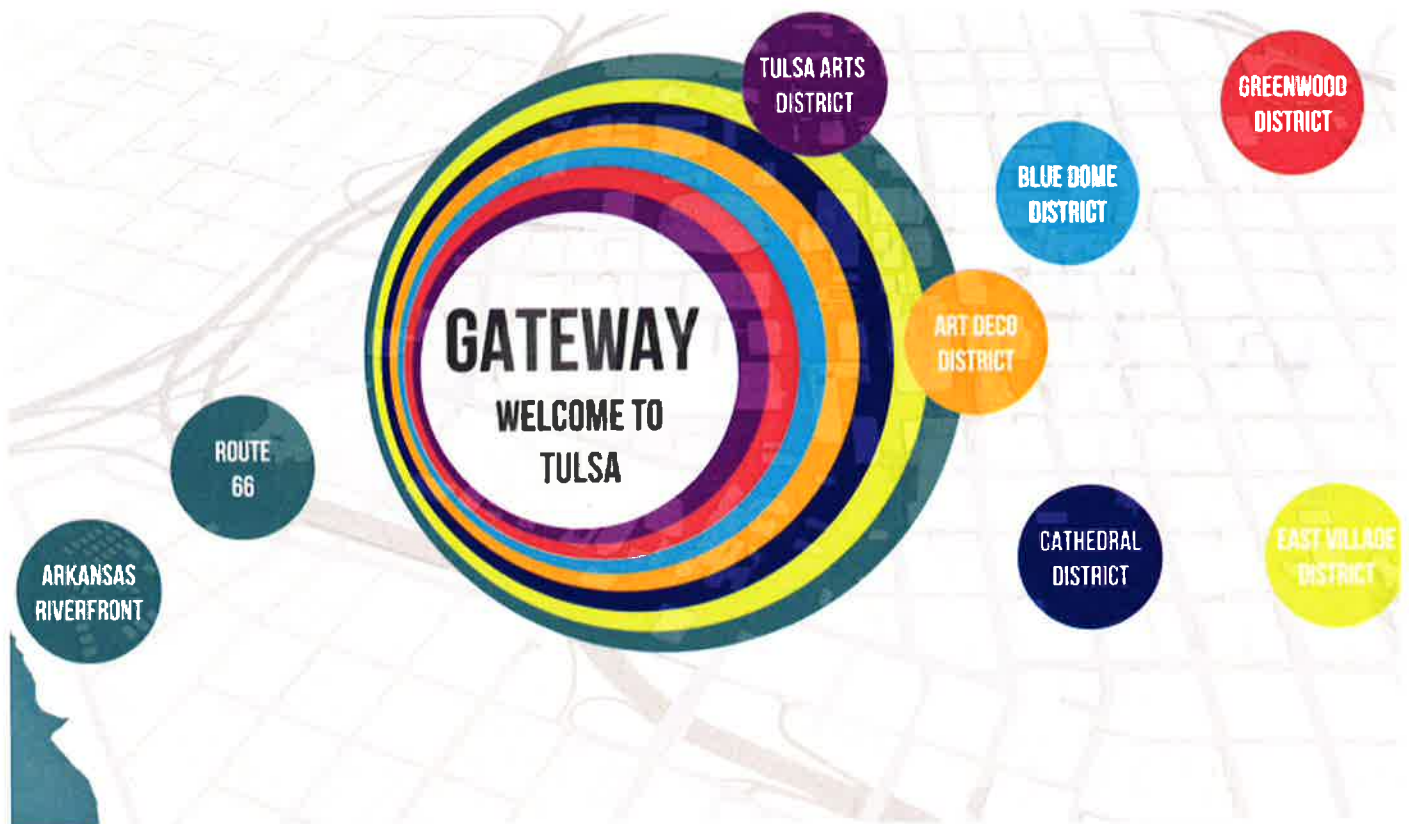 TULSA ARTS
DISTRICT
GREENWOOD
DISTRICT
BLUE DOME
DISTRICT
GATEWAY
WELCOME TO
TULSA
ART DECO
DISTRICT
ROUTE
66
ARKANSAS
RIVERFRONT
CATHEDRAL
DISTRICT
EAST VILLAGE
DISTRICT